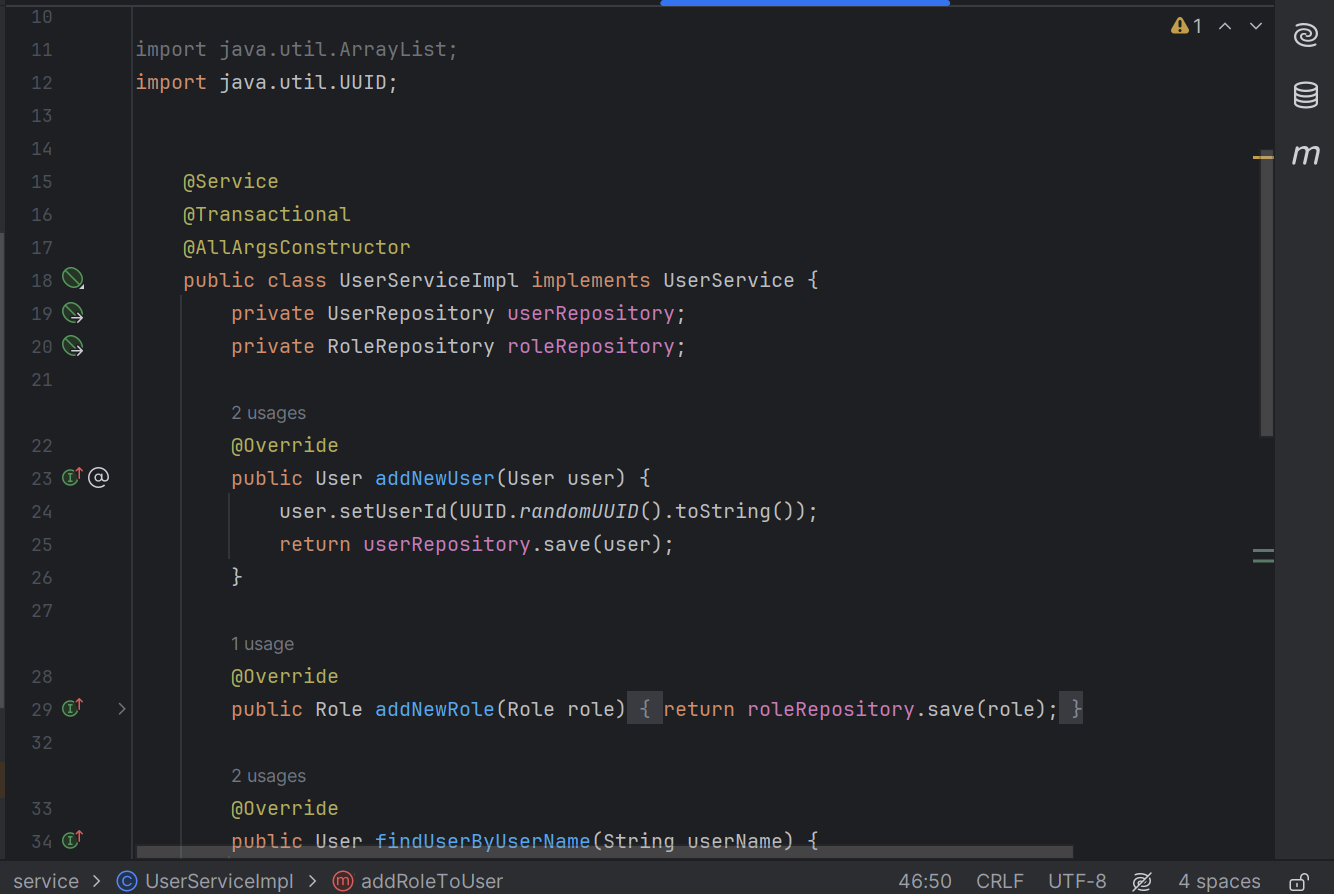 10
11 import java.util.ArrayList;
12 import java.util.UUID;
13
14
15 @Service
16 @Transactional
17 @AllArgsConstructor
18 public class UserServiceImpl implements UserService {
19 private UserRepository userRepository;
20 private RoleRepository roleRepository;
21
2 usages
22 @Override
23 public User addNewUser(User user) {
24 user.setUserId(UUID.randomUUID().toString());
25 return userRepository.save(user);
26 }
27
1 usage
28 @Override
29 public Role addNewRole(Role role) { return roleRepository.save(role); }
32
2 usages
33 @Override
34 public User findUserByUserName(String userName) {
1
m
service > UserServiceImpl > addRoleToUser 46:50 CRLF UTF-8 4 spaces